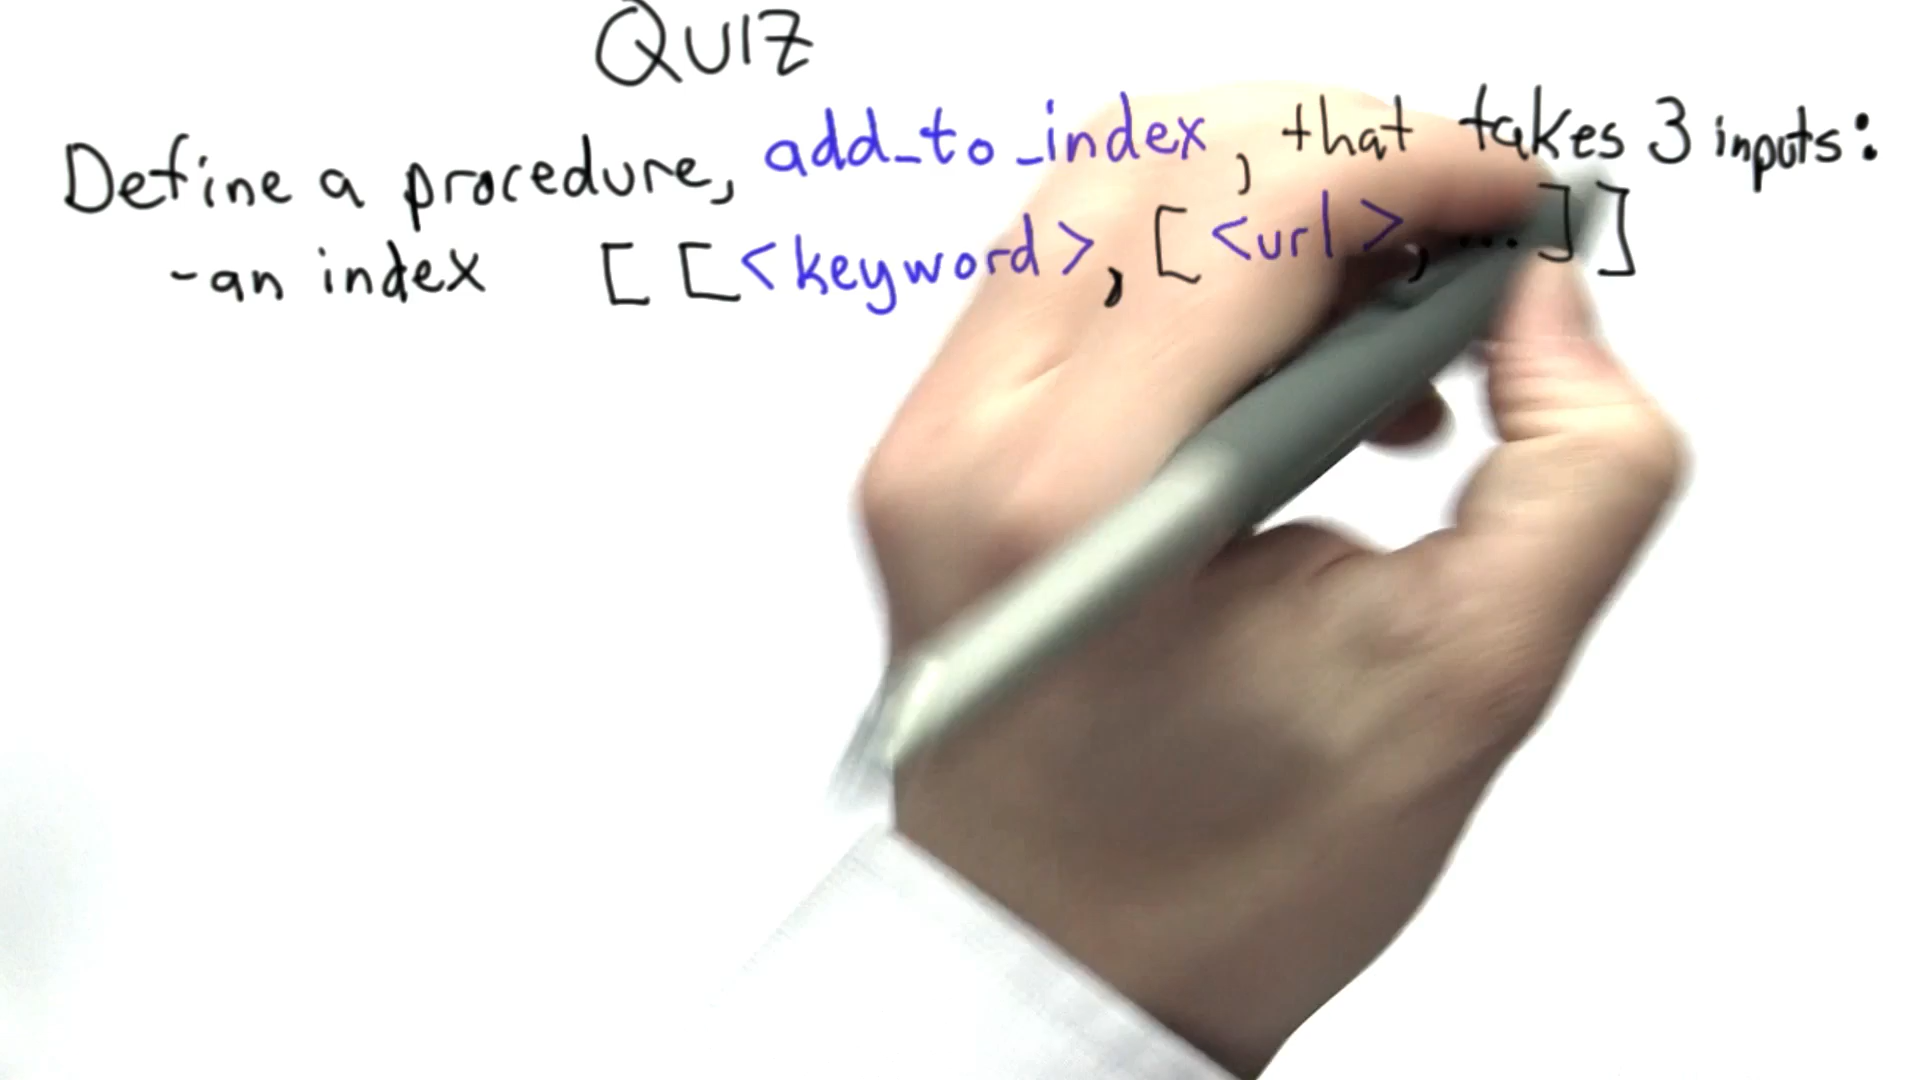 QUIZ
Define a procedure, add_to_index, that takes 3 inputs:
-an index [[<keyword>, [<url>, ...]]